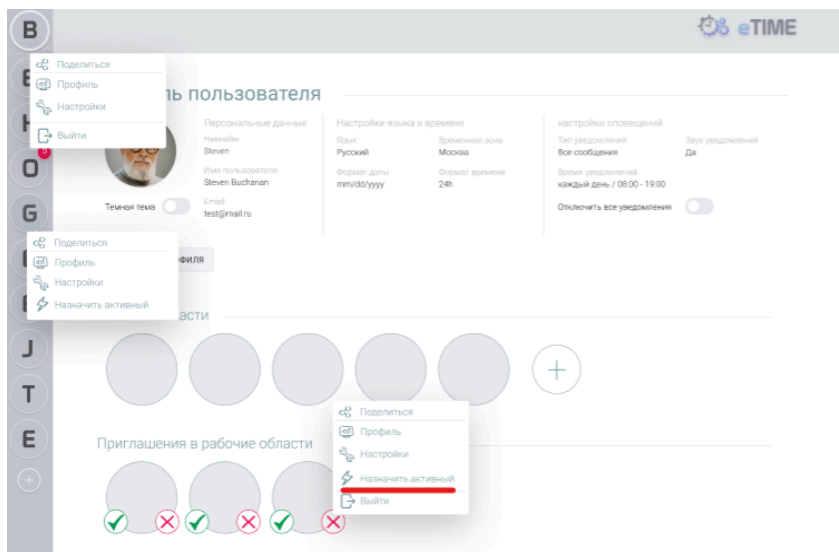 B
eTIME
Поделиться
Профиль
Настройки
Выйти
ль пользователя
Персональные данные
Никнейм
Steven
Имя пользователя
Steven Buchanan
Email
test@mail.ru
Темная тема
Настройки языка и времени
Язык
Русский
Временная зона
Москва
Формат даты
mm/dd/yyyy
Формат времени
24h
настройки оповещений
Тип уведомлений
Все сообщения
Звук уведомлений
Да
Время уведомлений
каждый день / 08:00 - 19:00
Отключить все уведомления
O
G
Поделиться
Профиль
Настройки
Назначить активный
филя
асти
J
T
E
Поделиться
Профиль
Настройки
Назначить активный
Выйти
Приглашения в рабочие области